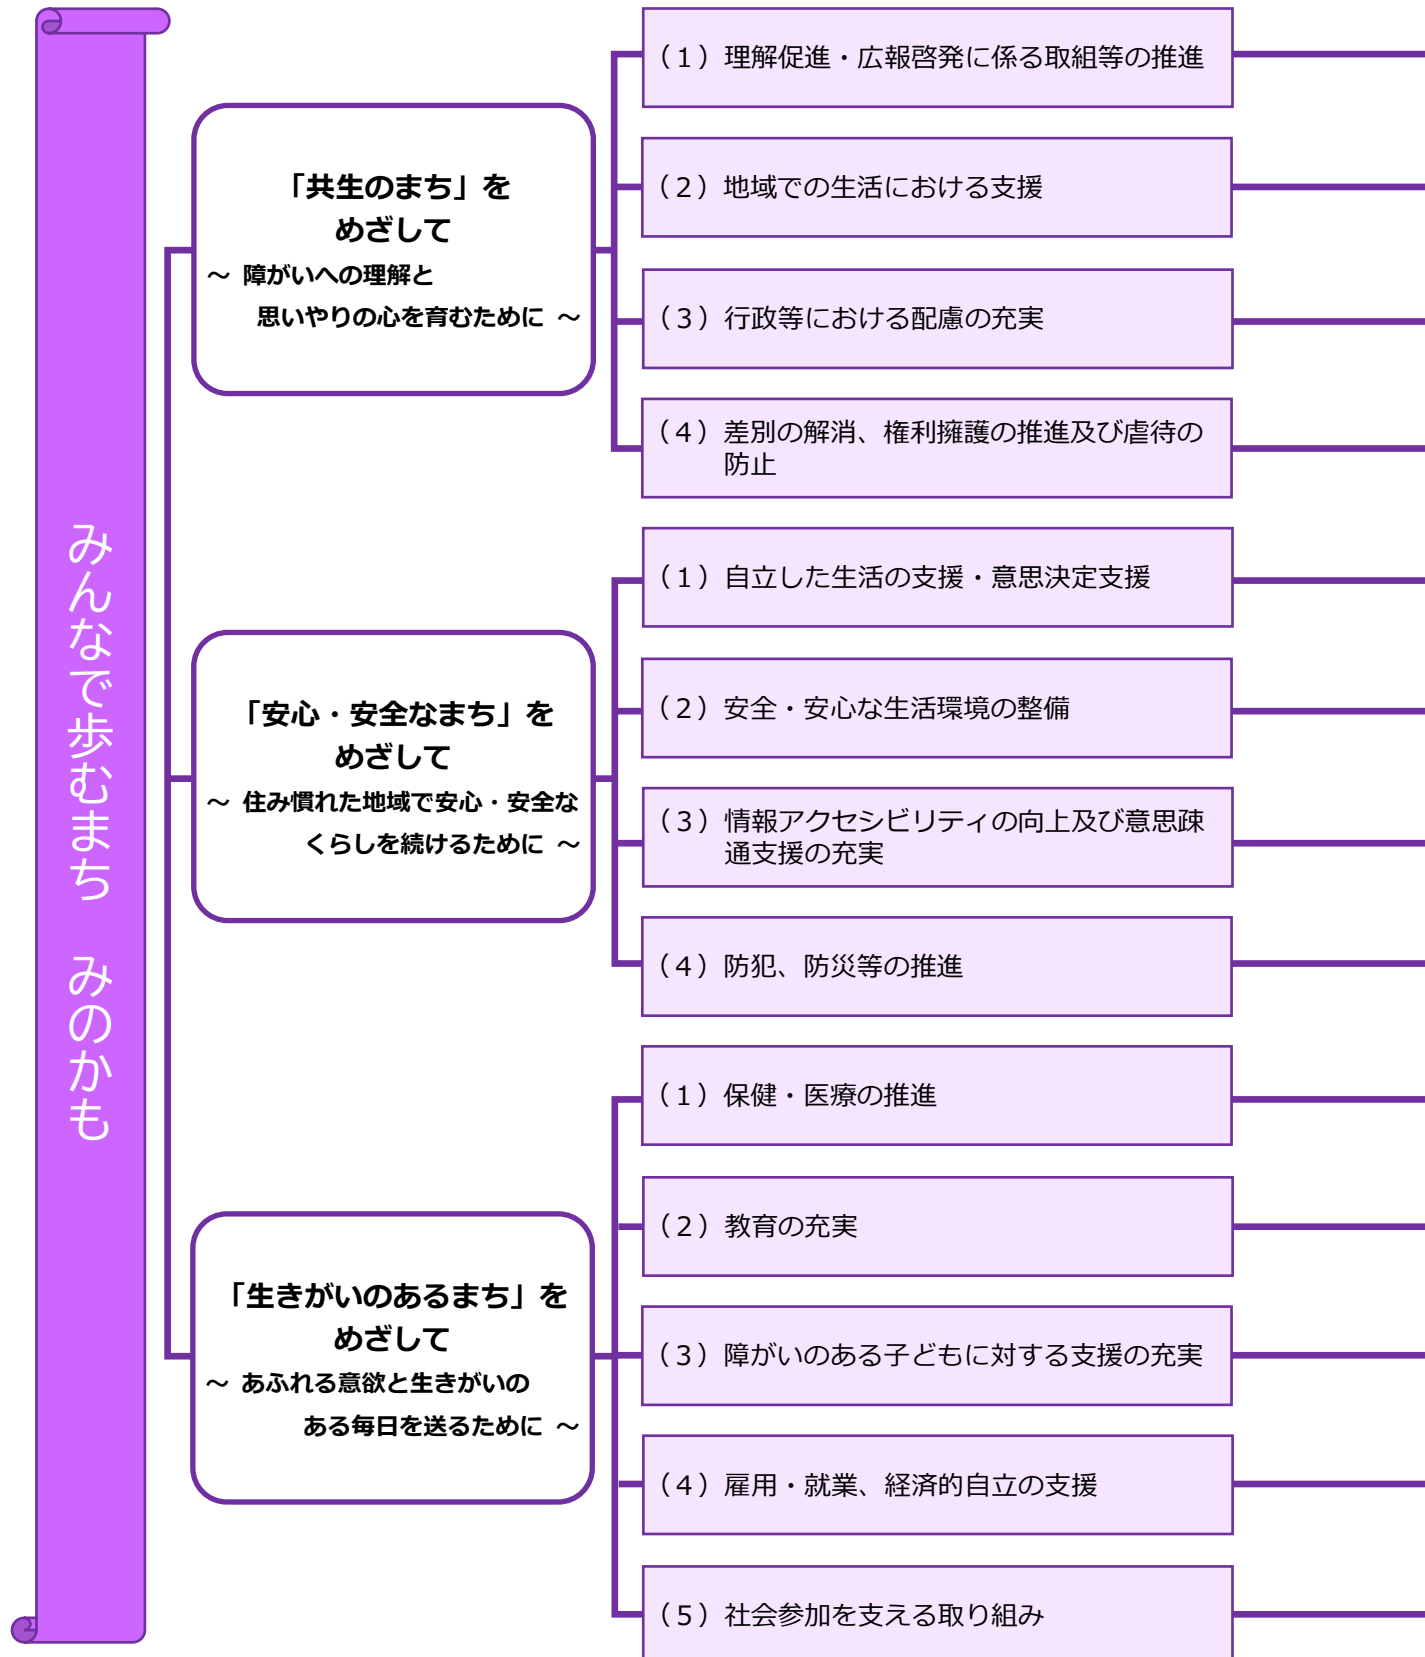 みんなで歩むまち　みのかも
「共生のまち」を
めざして
～ 障がいへの理解と
思いやりの心を育むために ～
（１）理解促進・広報啓発に係る取組等の推進
（２）地域での生活における支援
（３）行政等における配慮の充実
（４）差別の解消、権利擁護の推進及び虐待の
防止
「安心・安全なまち」を
めざして
～ 住み慣れた地域で安心・安全な
くらしを続けるために ～
（１）自立した生活の支援・意思決定支援
（２）安全・安心な生活環境の整備
（３）情報アクセシビリティの向上及び意思疎
通支援の充実
（４）防犯、防災等の推進
「生きがいのあるまち」を
めざして
～ あふれる意欲と生きがいの
ある毎日を送るために ～
（１）保健・医療の推進
（２）教育の充実
（３）障がいのある子どもに対する支援の充実
（４）雇用・就業、経済的自立の支援
（５）社会参加を支える取り組み